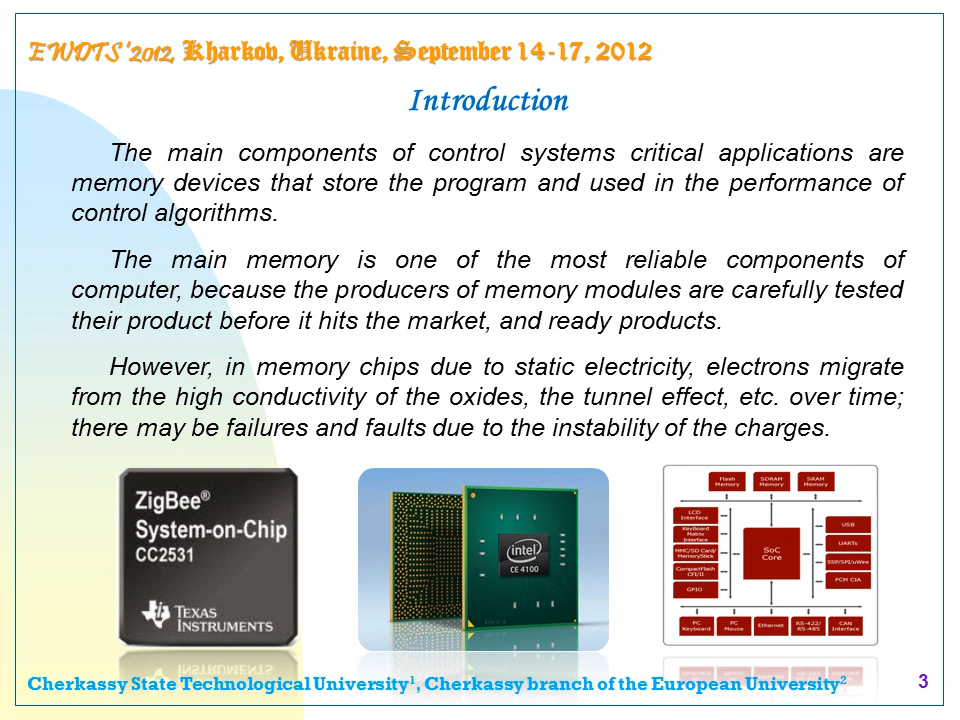 EWDTS'2012, Kharkov, Ukraine, September 14-17, 2012
Introduction
The main components of control systems critical applications are
memory devices that store the program and used in the performance of
control algorithms.
The main memory is one of the most reliable components of
computer, because the producers of memory modules are carefully tested
their product before it hits the market, and ready products.
However, in memory chips due to static electricity, electrons migrate
from the high conductivity of the oxides, the tunnel effect, etc. over time;
there may be failures and faults due to the instability of the charges.
ZigBee®
System-on-Chip
CC2531
TEXAS
INSTRUMENTS
intel
CE 4100
Flash
Memory
SDRAM
Memory
SRAM
Memory
LCD
Interface
KeyBoard
Matrix
Interface
MMC/SD Card/
MemoryStick
CompactFlash
CFI/II
GPIO
SoC
Core
USB
UARTs
SSP/SPI/uWire
PCM CIA
PC
Keyboard
PC
Mouse
Ethernet
RS-422/
RS-485
CAN
Interface
Cherkassy State Technological University1, Cherkassy branch of the European University2
3